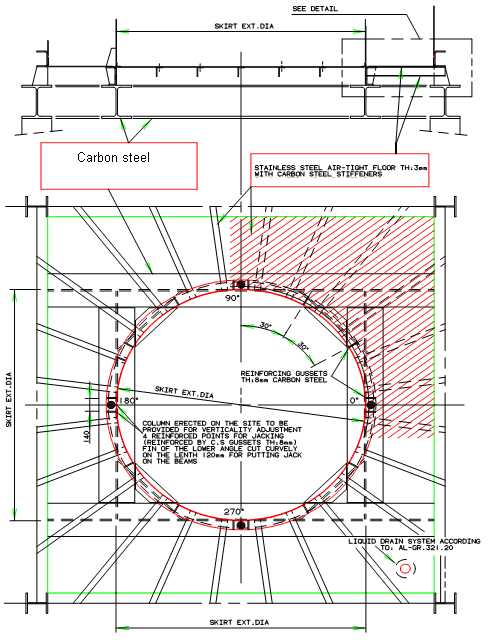 SEE DETAIL
SKIRT EXT.DIA
Carbon steel
STAINLESS STEEL AIR-TIGHT FLOOR TH:3mm
WITH CARBON STEEL STIFFENERS
90°
30°
30°
REINFORCING GUSSETS
TH:8mm CARBON STEEL
SKIRT EXT.DIA
SKIRT EXT.DIA
180°
0°
140
COLUMN ERECTED ON THE SITE TO BE
PROVIDED FOR VERTICALITY ADJUSTMENT
4 REINFORCED POINTS FOR JACKING
(REINFORCED BY C.S GUSSETS TH:8mm)
FIN OF THE LOWER ANGLE CUT CURVELY
ON THE LENTH 120mm FOR PUTTING JACK
ON THE BEAMS
270°
LIQUID DRAIN SYSTEM ACCORDING
TO: AL-GR.321.20
SKIRT EXT.DIA